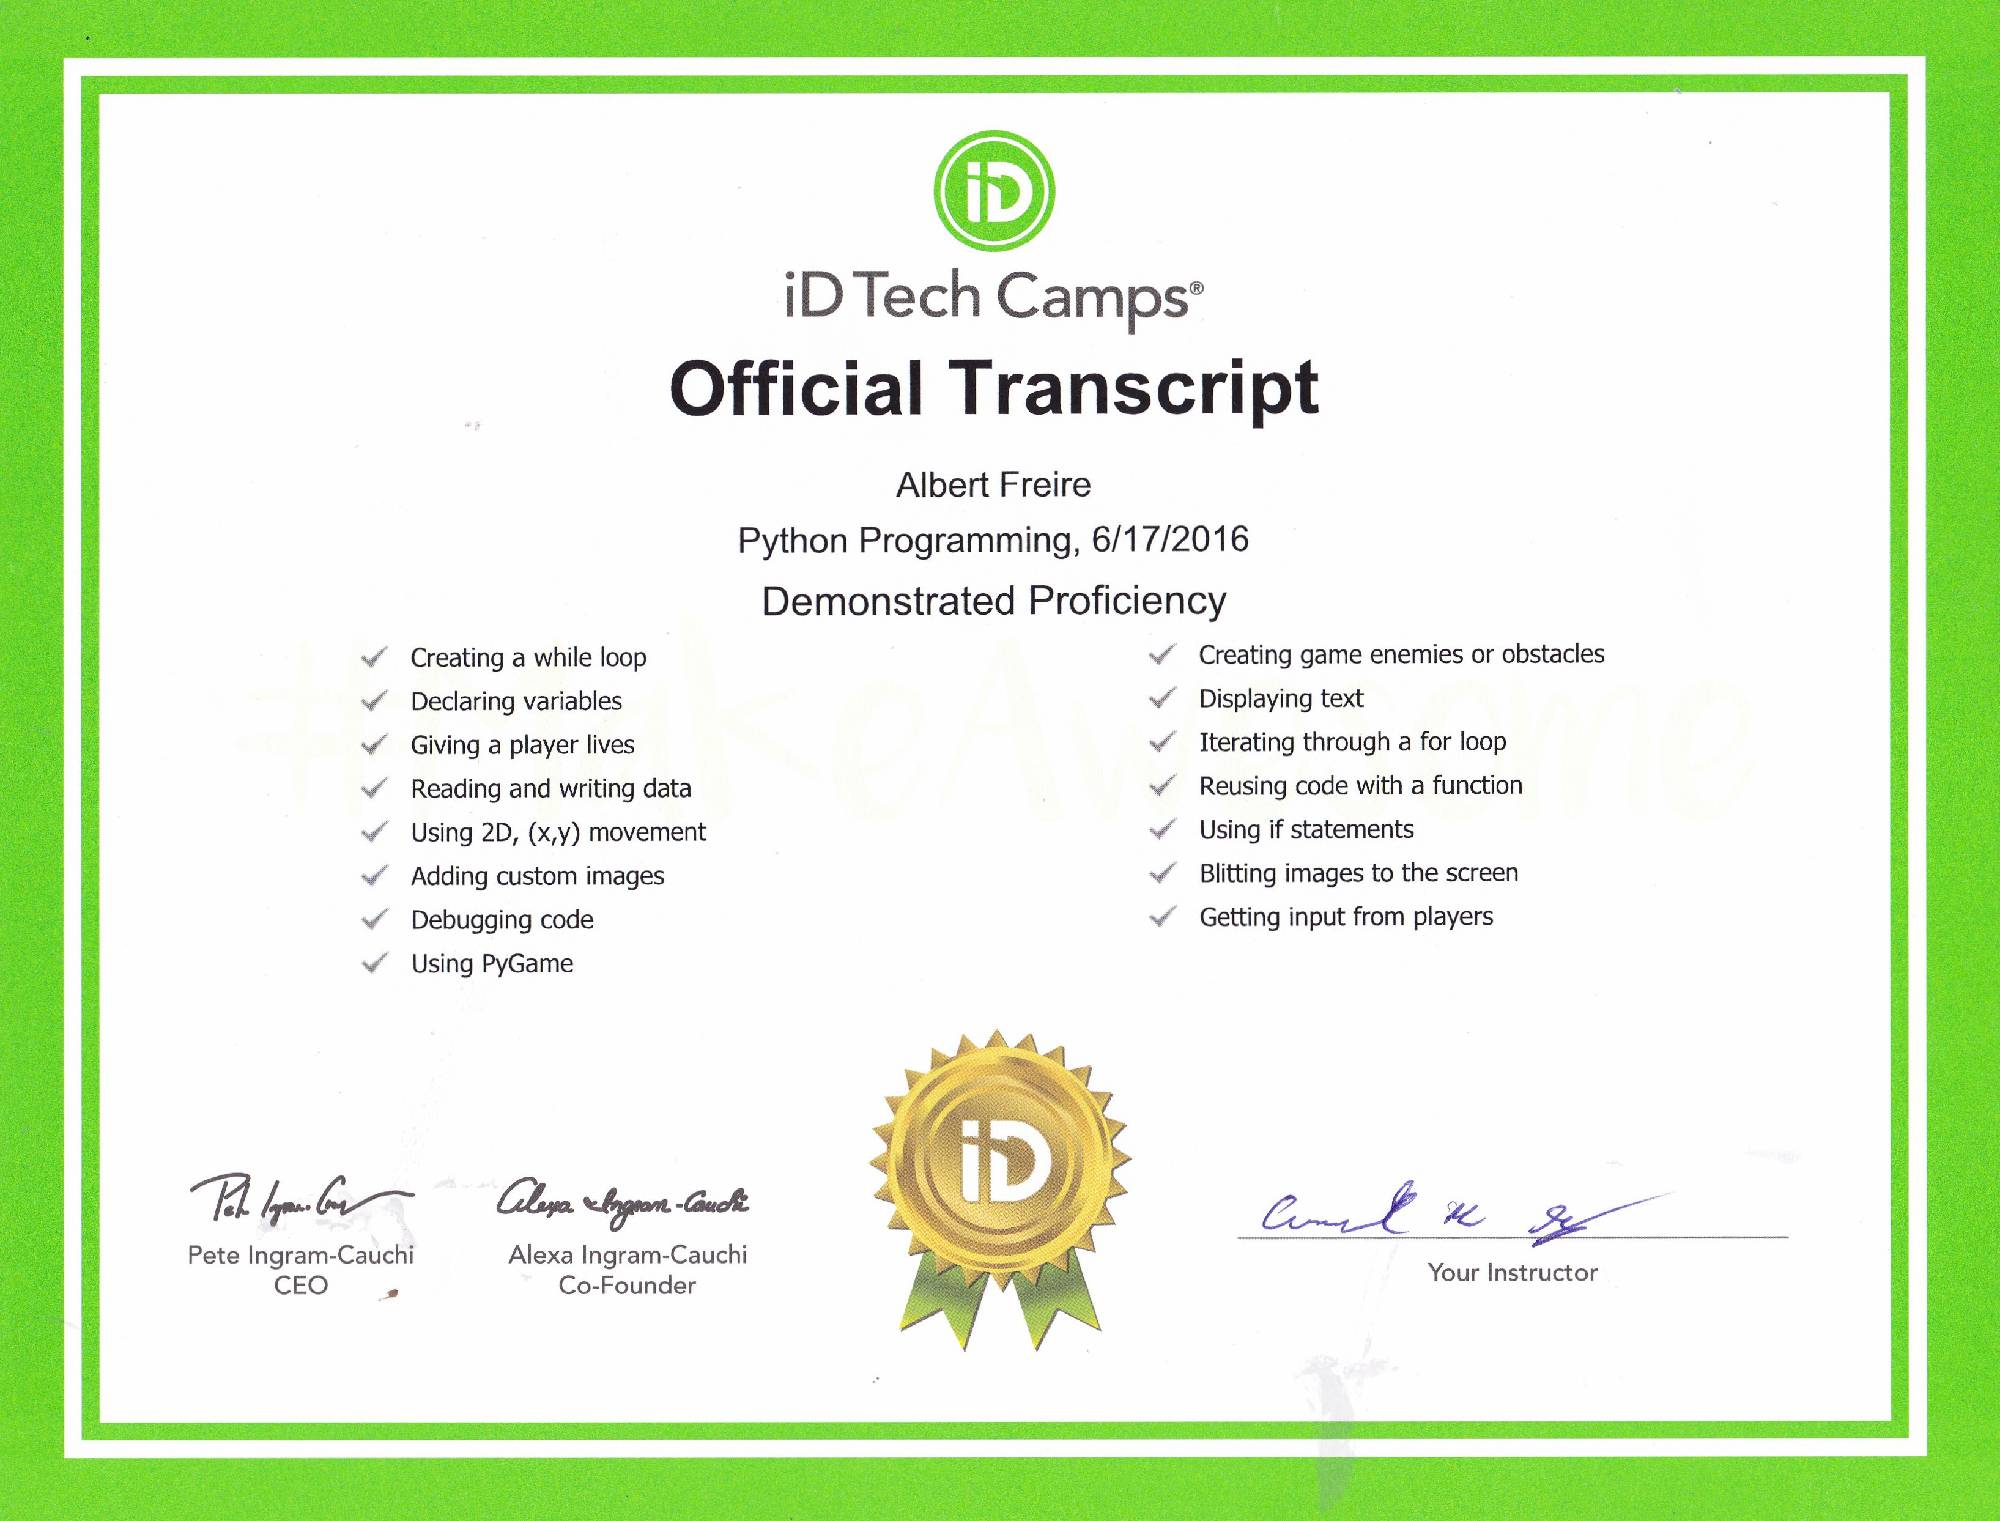 iD
iD Tech Camps®
Official Transcript
Albert Freire
Python Programming, 6/17/2016
Demonstrated Proficiency
#MakeAwesome
Creating a while loop
Declaring variables
Giving a player lives
Reading and writing data
Using 2D, (x,y) movement
Adding custom images
Debugging code
Using PyGame
Creating game enemies or obstacles
Displaying text
Iterating through a for loop
Reusing code with a function
Using if statements
Blitting images to the screen
Getting input from players
iD
Alexa Ingram-Cauchi
Pete Ingram-Cauchi
CEO
Alexa Ingram-Cauchi
Co-Founder
Your Instructor